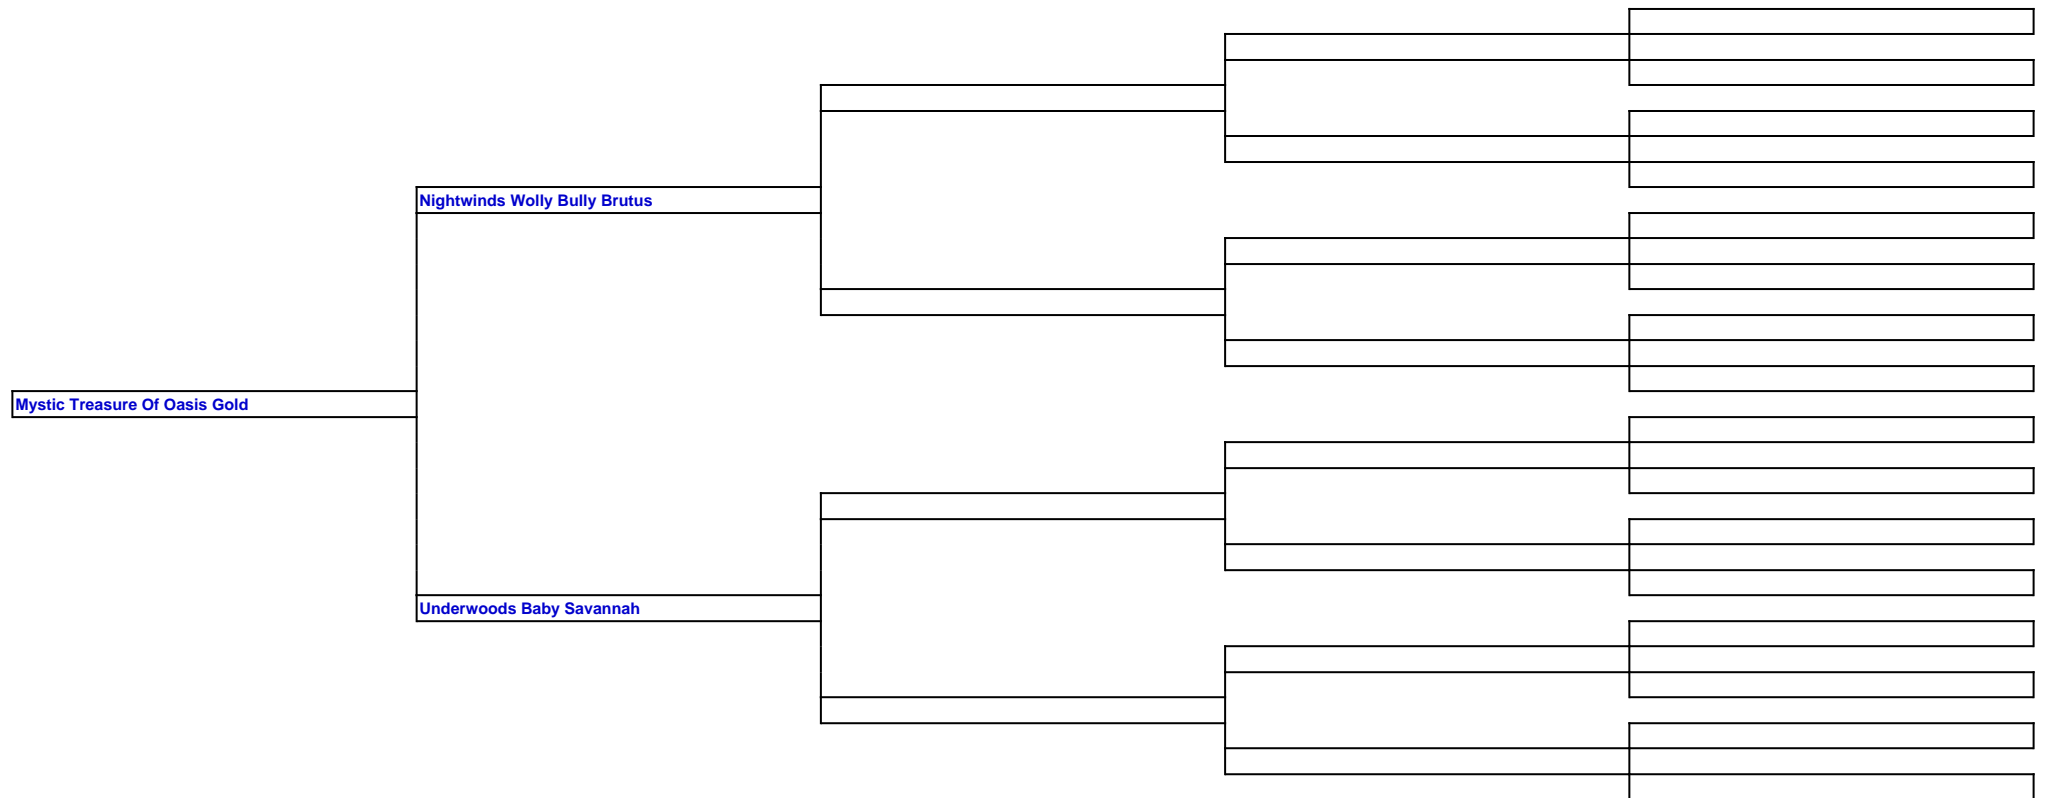 Nightwinds Wolly Bully Brutus
Mystic Treasure Of Oasis Gold
Underwoods Baby Savannah